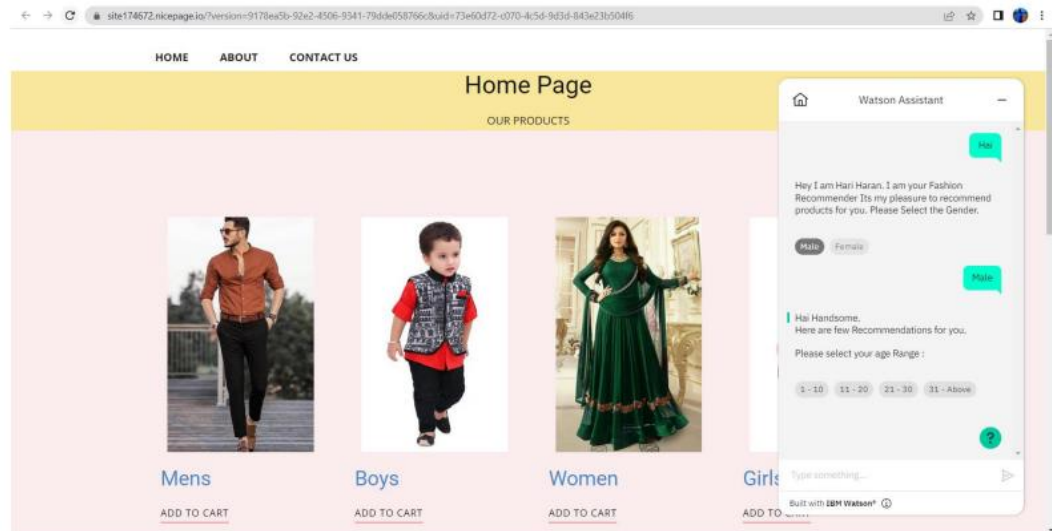 site174672.nicepage.io/?version=9178ea5b-92e2-4506-9341-79dde058766c&uid=73e60d72-c070-4c5d-9d3d-843e23b504f6
HOME ABOUT CONTACT US
Home Page
OUR PRODUCTS
Mens
ADD TO CART
Boys
ADD TO CART
Women
ADD TO CART
Girls
ADD TO
Watson Assistant
Hai
Hey I am Hari Haran. I am your Fashion
Recommender Its my pleasure to recommend
products for you. Please Select the Gender.
Male Female
Male
Hai Handsome.
Here are few Recommendations for you.
Please select your age Range :
1 - 10 11 - 20 21 - 30 31 - Above
?
Type something...
Built with IBM Watson®